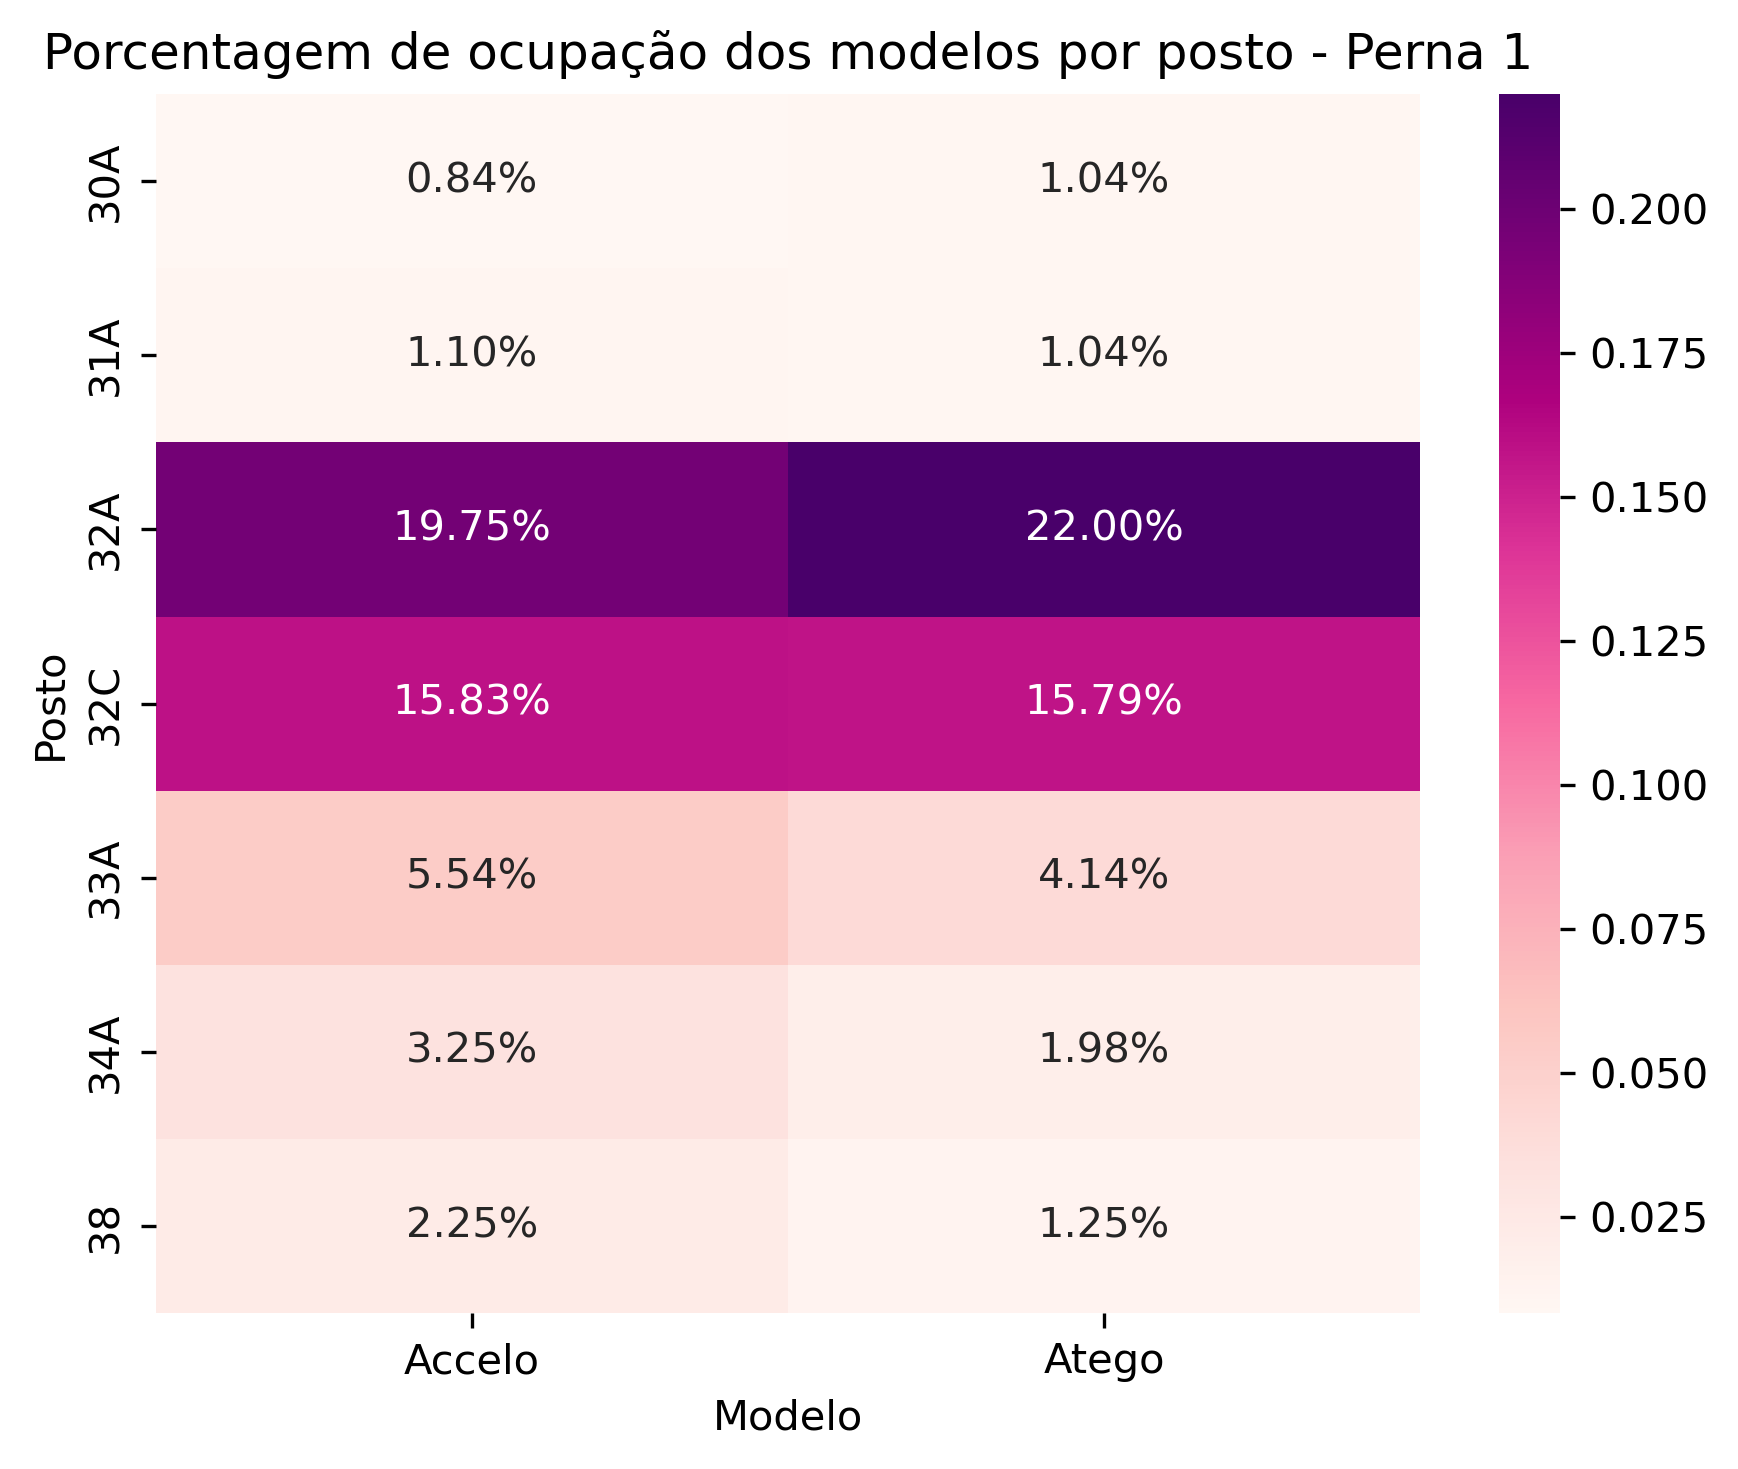 Porcentagem de ocupação dos modelos por posto - Perna 1
30A
0.84%
1.04%
31A
1.10%
1.04%
32A
19.75%
22.00%
32C
15.83%
15.79%
33A
5.54%
4.14%
34A
3.25%
1.98%
38
2.25%
1.25%
Posto
Accelo
Atego
Modelo
0.200
0.175
0.150
0.125
0.100
0.075
0.050
0.025